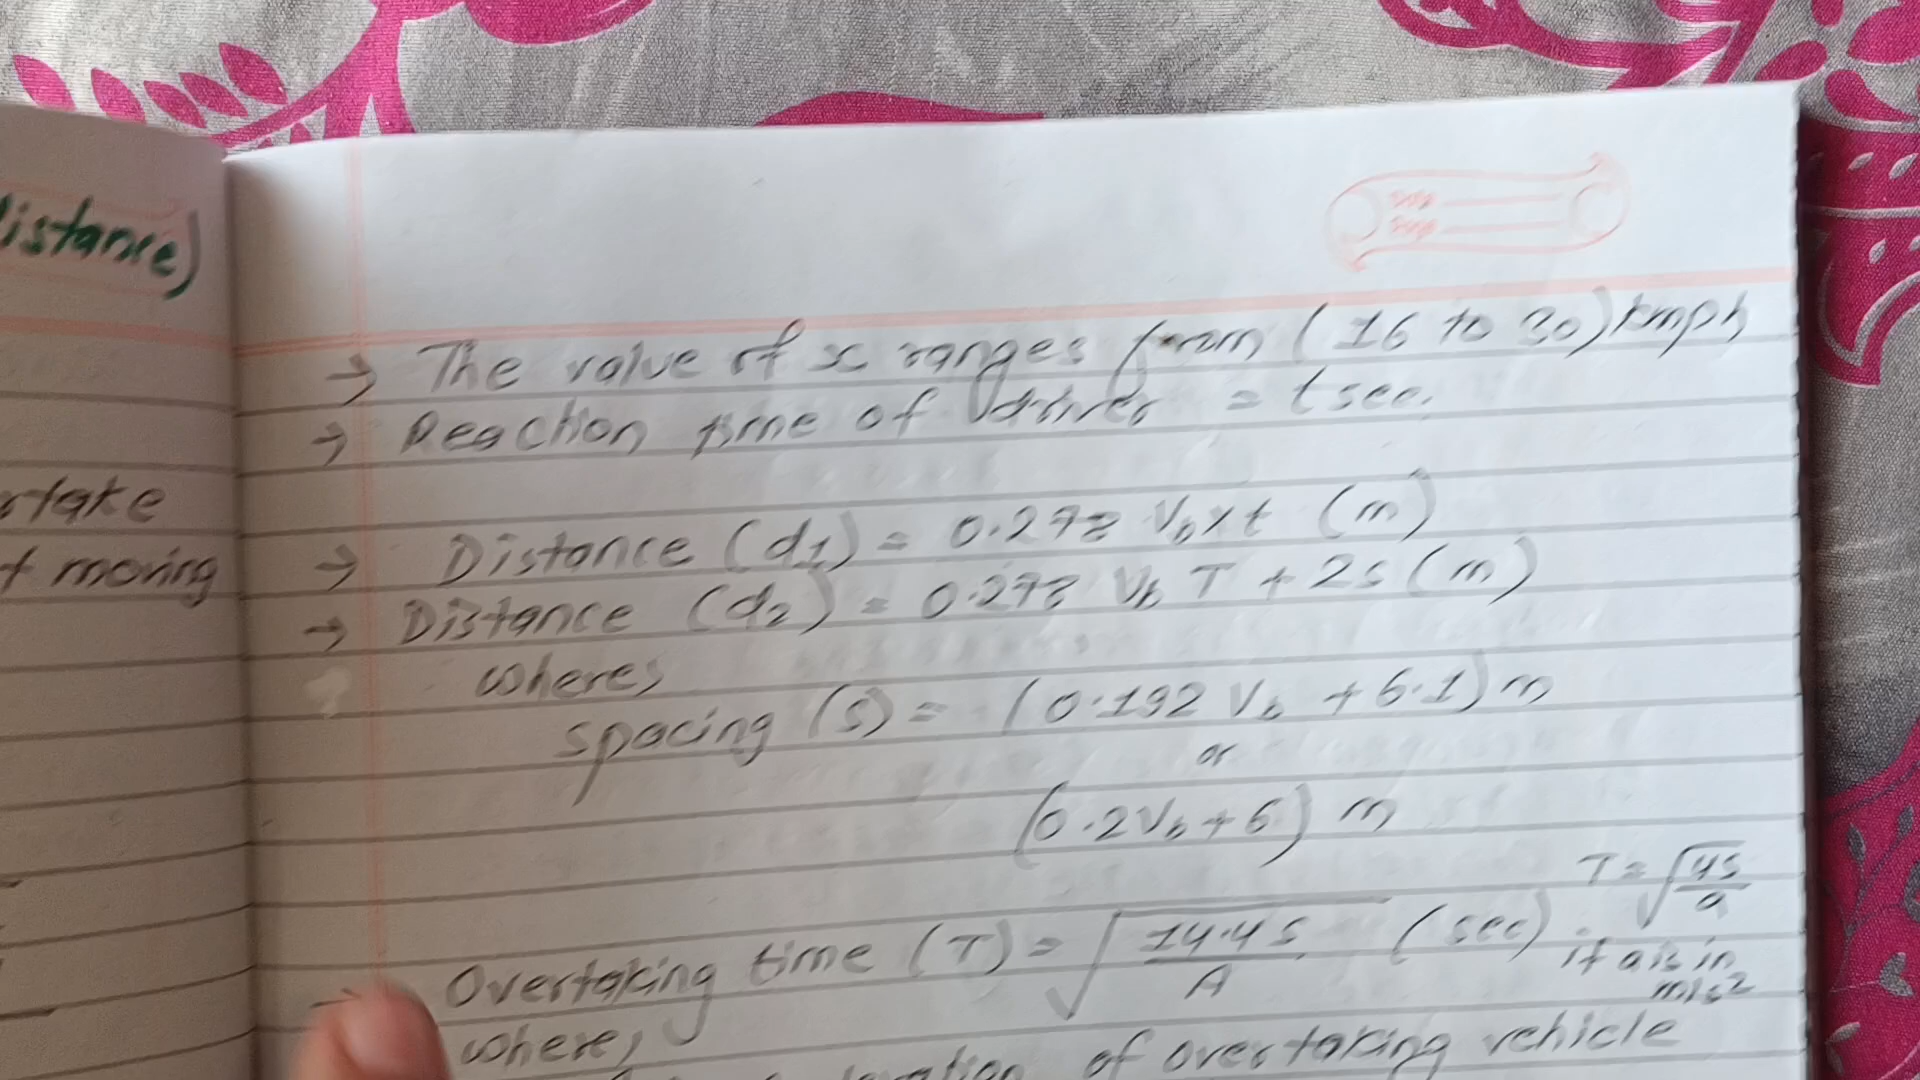 istance)
rtake
t moving
Date
Page
→ The value of x ranges from (16 to 30) kmph
→ Reaction time of driver = t sec.
→ Distance (d1) = 0.278 Vb x t (m)
→ Distance (d2) = 0.278 Vb T + 2s (m)
where,
spacing (s) = (0.192 Vb + 6.1) m
or
(0.2Vb + 6) m
T = √4s/a
→ Overtaking time (T) = √14.4 s/A (sec) if a is in m/s2
where,
of overtaking vehicle